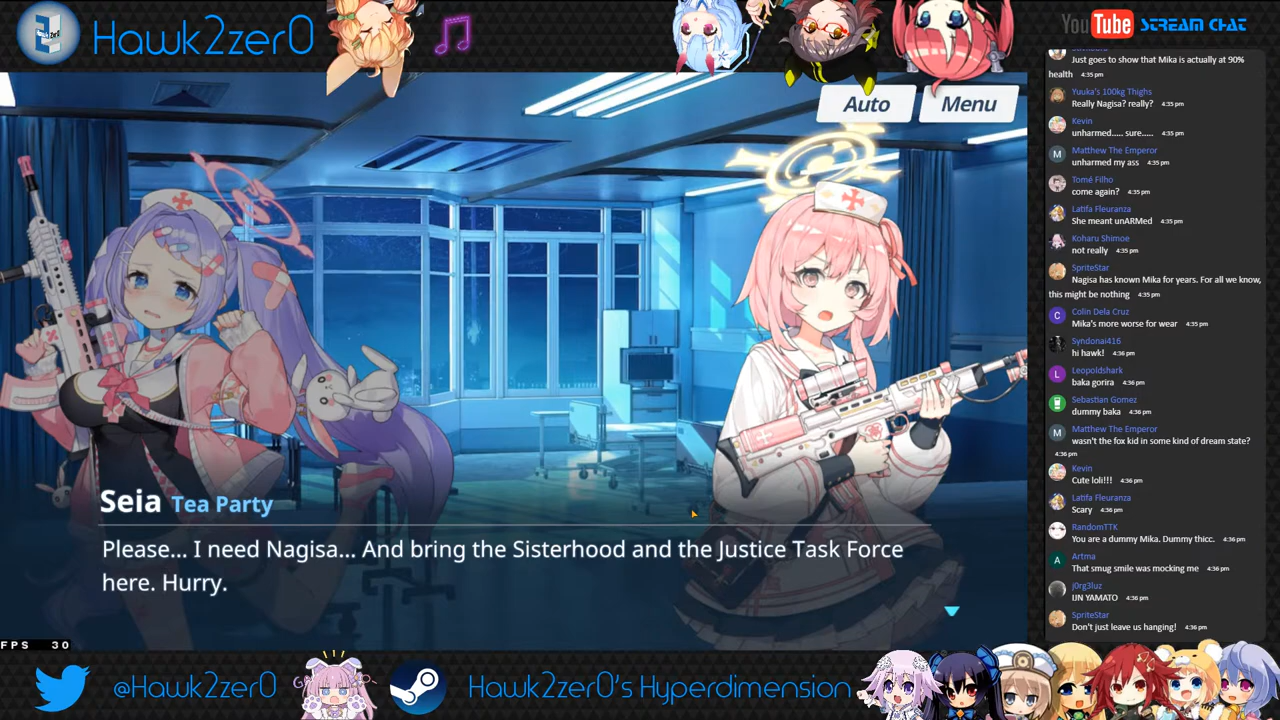 Hawk2zer0
You Tube STREAM CHAT
Auto
Menu
Seia Tea Party
Please... I need Nagisa... And bring the Sisterhood and the Justice Task Force
here. Hurry.
FPS 30
@Hawk2zer0
Hawk2zer0's Hyperdimension
Just goes to show that Mika is actually at 90%
health 4:35 pm
Yuuka's 100kg Thighs
Really Nagisa? really? 4:35 pm
Kevin
unharmed..... sure..... 4:35 pm
M
Matthew The Emperor
unharmed my ass 4:35 pm
Tomé Filho
come again? 4:35 pm
Latifa Fleuranza
She meant unARMed 4:35 pm
Koharu Shimoe
not really 4:35 pm
SpriteStar
Nagisa has known Mika for years. For all we know,
this might be nothing 4:35 pm
C
Colin Dela Cruz
Mika's more worse for wear 4:35 pm
Syndonai416
hi hawk! 4:36 pm
L
Leopoldshark
baka gorira 4:36 pm
Sebastian Gomez
dummy baka 4:36 pm
M
Matthew The Emperor
wasn't the fox kid in some kind of dream state?
4:36 pm
Kevin
Cute loli!!! 4:36 pm
Latifa Fleuranza
Scary 4:36 pm
RandomTTK
You are a dummy Mika. Dummy thicc. 4:36 pm
A
Artma
That smug smile was mocking me 4:36 pm
j0rg3luz
IJN YAMATO 4:36 pm
SpriteStar
Don't just leave us hanging! 4:36 pm